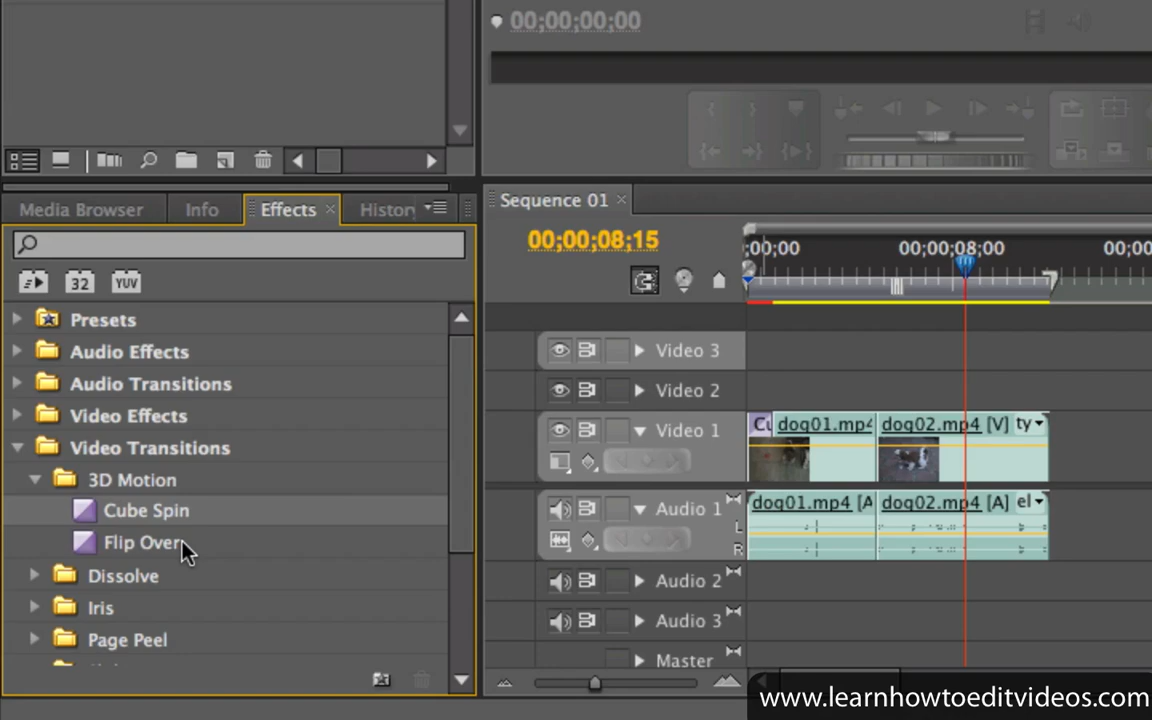 00;00;00;00
Media Browser Info Effects × History
Sequence 01 ×
00;00;08;15
;00;00 00;00;08;00 00;00
32 YUV
Presets
Audio Effects
Audio Transitions
Video Effects
Video Transitions
3D Motion
Cube Spin
Flip Over
Dissolve
Iris
Page Peel
Video 3
Video 2
Video 1
Cu dog01.mp4 dog02.mp4 [V] ty
Audio 1
dog01.mp4 [A dog02.mp4 [A] el
L
R
Audio 2
Audio 3
Master
www.learnhowtoeditvideos.com